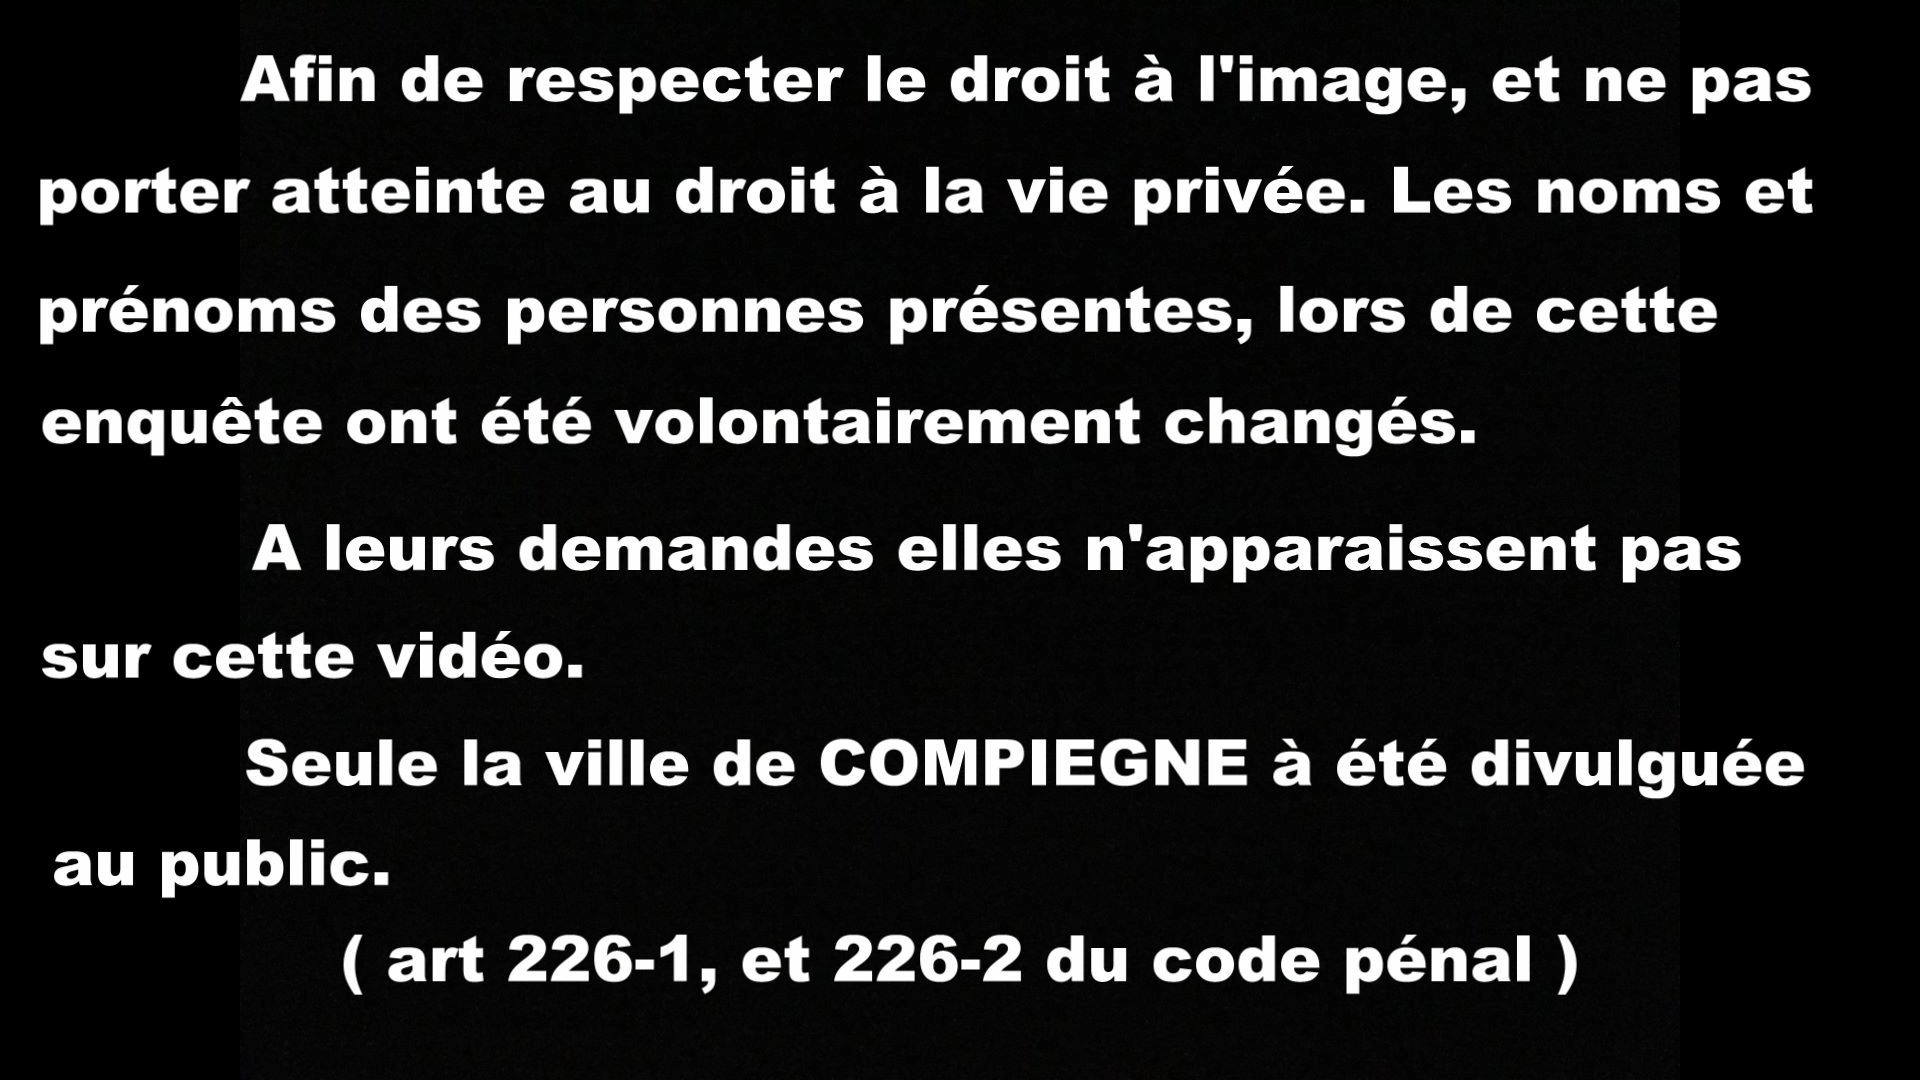 Afin de respecter le droit à l'image, et ne pas
porter atteinte au droit à la vie privée. Les noms et
prénoms des personnes présentes, lors de cette
enquête ont été volontairement changés.
A leurs demandes elles n'apparaissent pas
sur cette vidéo.
Seule la ville de COMPIEGNE à été divulguée
au public.
( art 226-1, et 226-2 du code pénal )